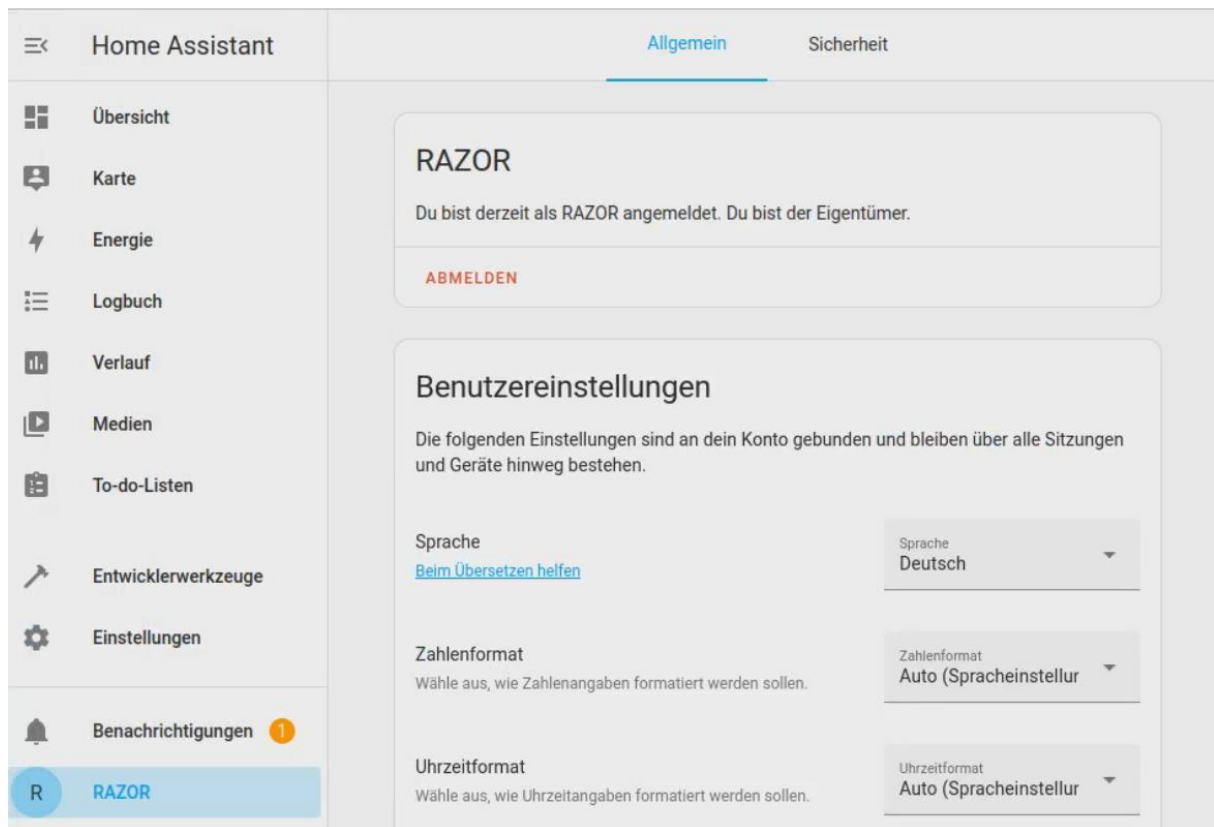 Home Assistant
Übersicht
Karte
Energie
Logbuch
Verlauf
Medien
To-do-Listen
Entwicklerwerkzeuge
Einstellungen
Benachrichtigungen 1
R RAZOR
Allgemein Sicherheit
RAZOR
Du bist derzeit als RAZOR angemeldet. Du bist der Eigentümer.
ABMELDEN
Benutzereinstellungen
Die folgenden Einstellungen sind an dein Konto gebunden und bleiben über alle Sitzungen
und Geräte hinweg bestehen.
Sprache
Beim Übersetzen helfen
Sprache
Deutsch
Zahlenformat
Wähle aus, wie Zahlenangaben formatiert werden sollen.
Zahlenformat
Auto (Spracheinstellur
Uhrzeitformat
Wähle aus, wie Uhrzeitangaben formatiert werden sollen.
Uhrzeitformat
Auto (Spracheinstellur